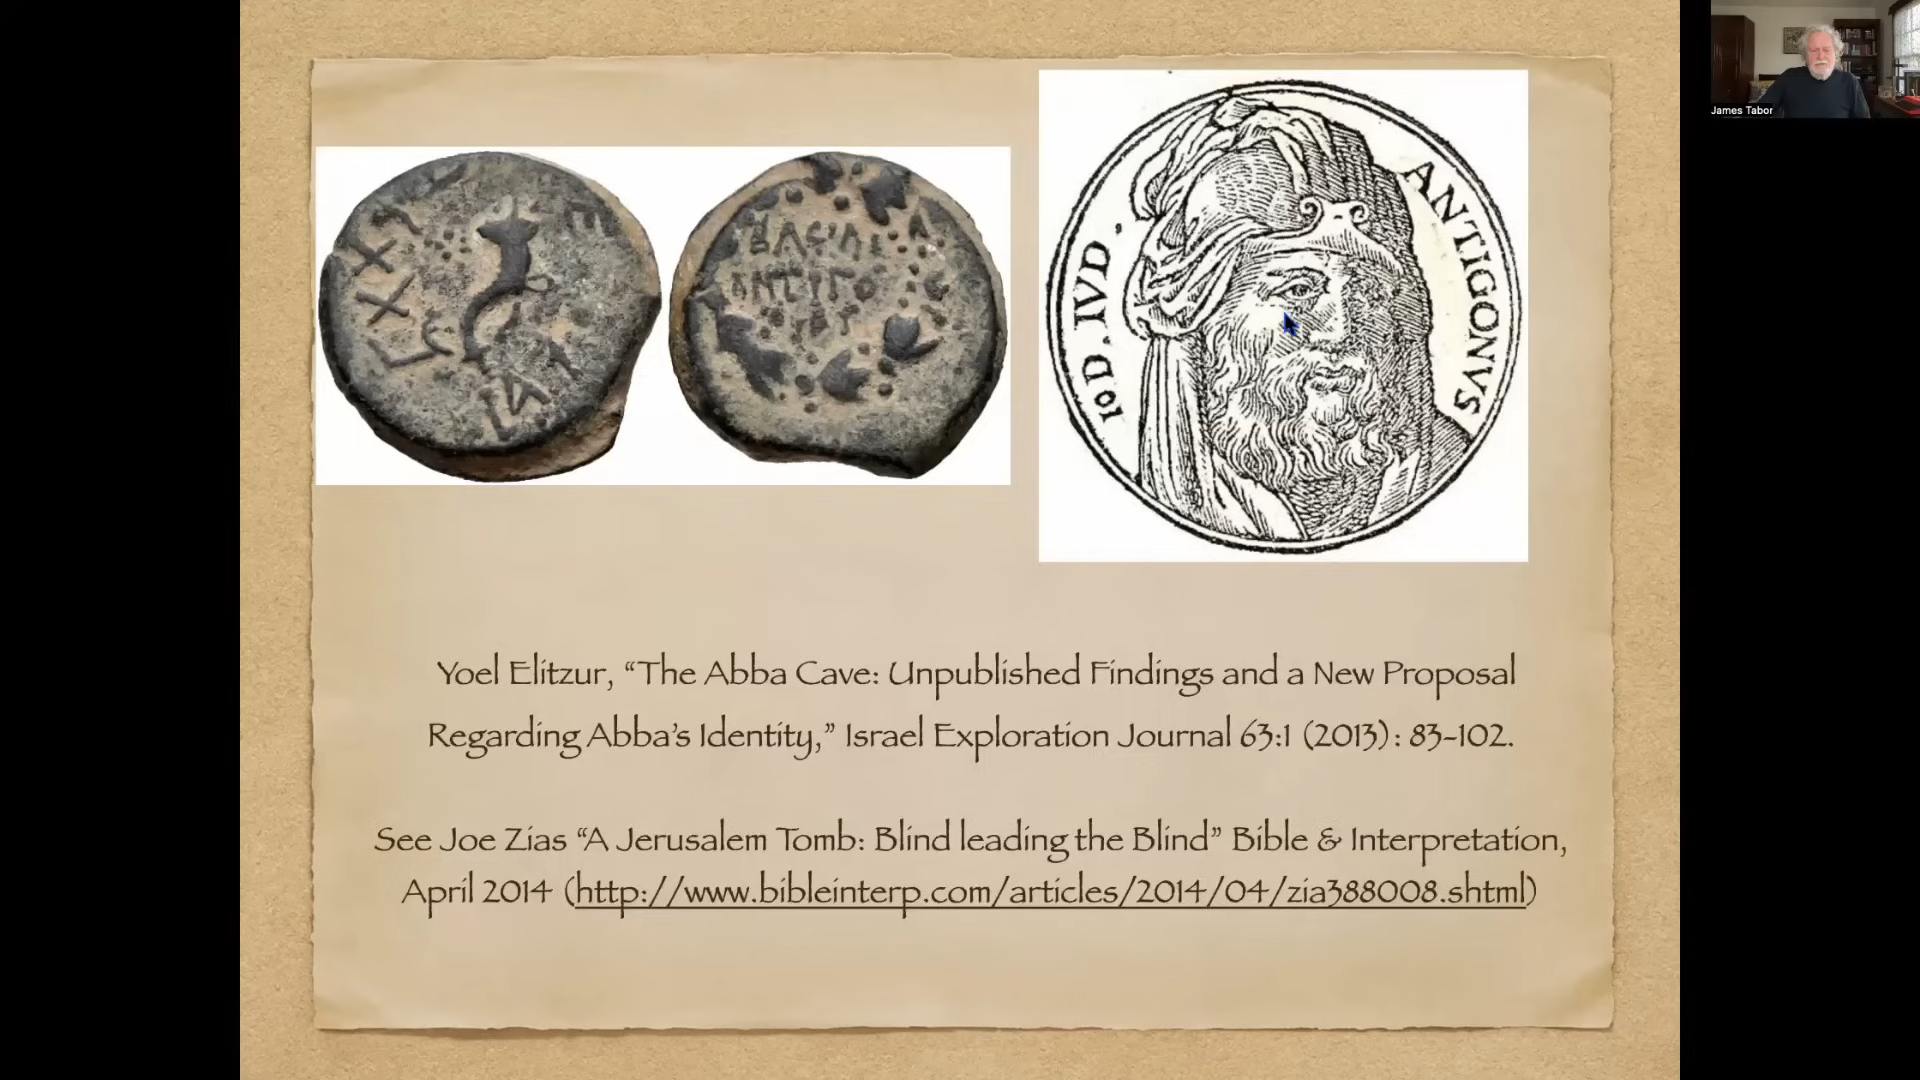 James Tabor
ΒΑϹΙΛΕ
ΑΝΤΙΓΟ
IOD. IVD.
ANTIGONVS
Yoel Elitzur, “The Abba Cave: Unpublished Findings and a New Proposal
Regarding Abba’s Identity,” Israel Exploration Journal 63:1 (2013): 83-102.
See Joe Zias “A Jerusalem Tomb: Blind leading the Blind” Bible & Interpretation,
April 2014 (http://www.bibleinterp.com/articles/2014/04/zia388008.shtml)